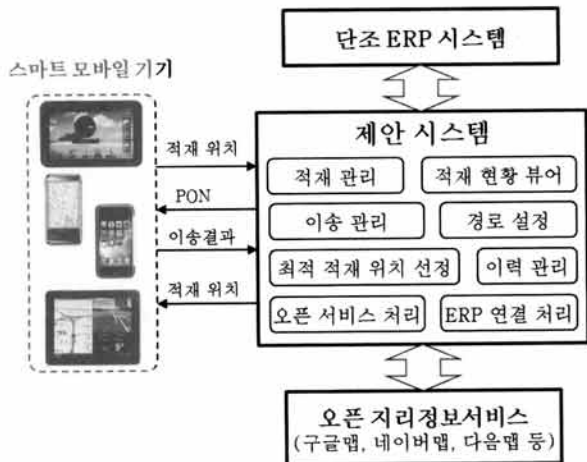 단조 ERP 시스템
스마트 모바일 기기
제안 시스템
적재 위치
PON
이송결과
적재 위치
적재 관리
적재 현황 뷰어
이송 관리
경로 설정
최적 적재 위치 선정
이력 관리
오픈 서비스 처리
ERP 연결 처리
오픈 지리정보서비스
(구글맵, 네이버맵, 다음맵 등)